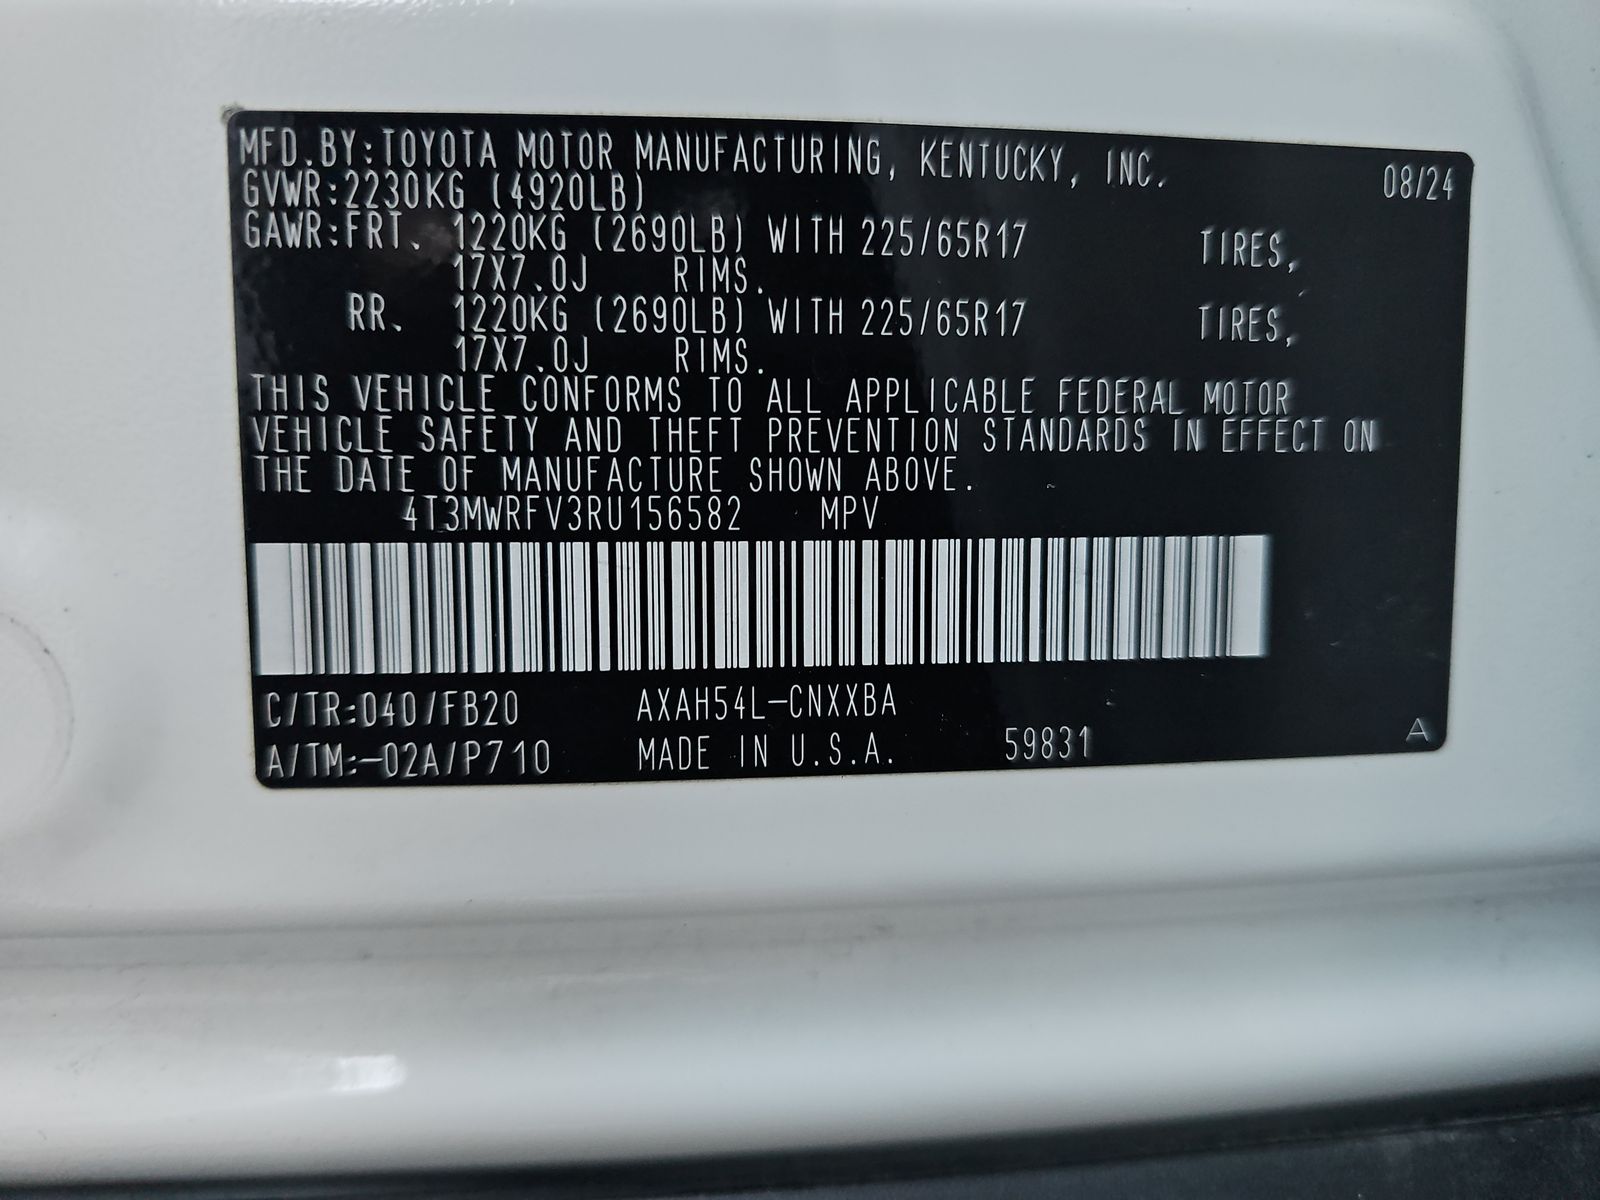 MFD.BY:TOYOTA MOTOR MANUFACTURING, KENTUCKY, INC. 08/24
GVWR:2230KG (4920LB)
GAWR:FRT. 1220KG (2690LB) WITH 225/65R17 TIRES,
17X7.0J RIMS.
RR. 1220KG (2690LB) WITH 225/65R17 TIRES,
17X7.0J RIMS.
THIS VEHICLE CONFORMS TO ALL APPLICABLE FEDERAL MOTOR
VEHICLE SAFETY AND THEFT PREVENTION STANDARDS IN EFFECT ON
THE DATE OF MANUFACTURE SHOWN ABOVE.
4T3MWRFV3RU156582 MPV
C/TR:040/FB20 AXAH54L-CNXXBA
A/TM:-02A/P710 MADE IN U.S.A. 59831 A